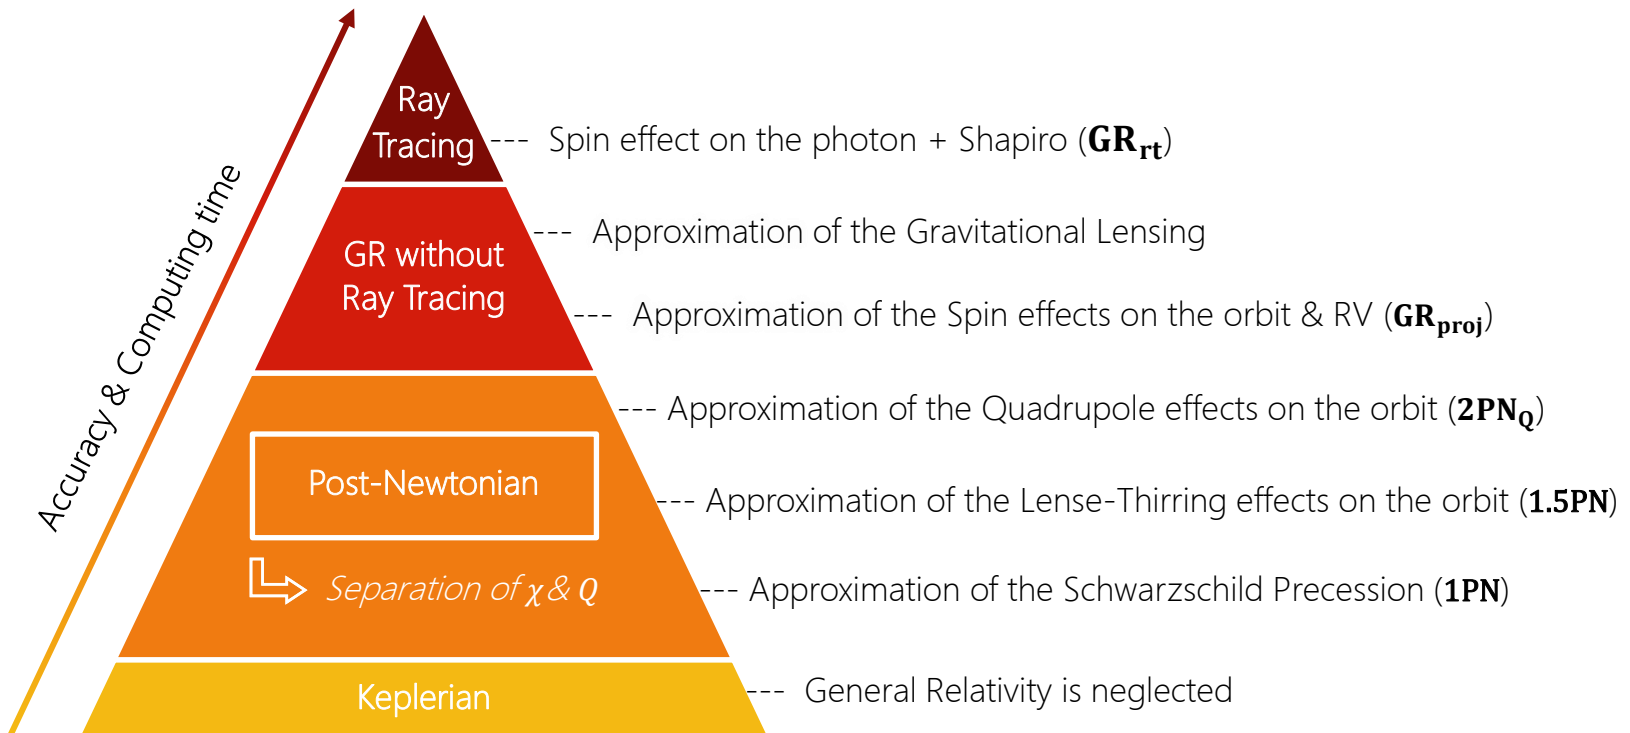 Accuracy & Computing time
Ray
Tracing
--- Spin effect on the photon + Shapiro (GR_rt)
GR without
Ray Tracing
--- Approximation of the Gravitational Lensing
--- Approximation of the Spin effects on the orbit & RV (GR_proj)
--- Approximation of the Quadrupole effects on the orbit (2PN_Q)
Post-Newtonian
--- Approximation of the Lense-Thirring effects on the orbit (1.5PN)
Separation of χ & Q
--- Approximation of the Schwarzschild Precession (1PN)
Keplerian
--- General Relativity is neglected